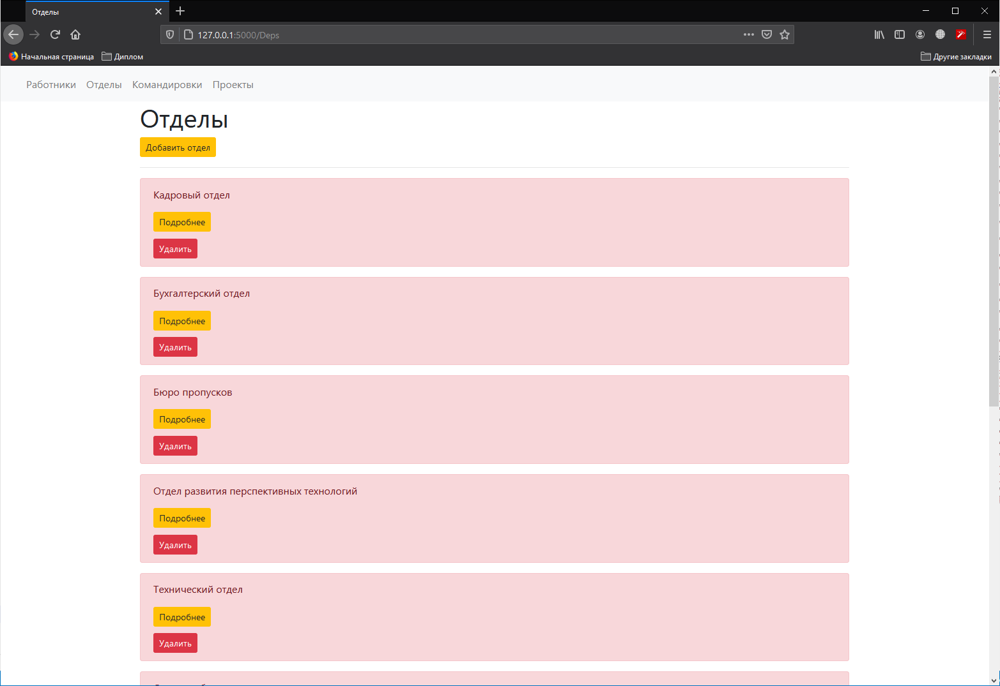 Отделы
127.0.0.1:5000/Deps
Начальная страница Диплом Другие закладки
Работники Отделы Командировки Проекты
Отделы
Добавить отдел
Кадровый отдел
Подробнее
Удалить
Бухгалтерский отдел
Подробнее
Удалить
Бюро пропусков
Подробнее
Удалить
Отдел развития перспективных технологий
Подробнее
Удалить
Технический отдел
Подробнее
Удалить